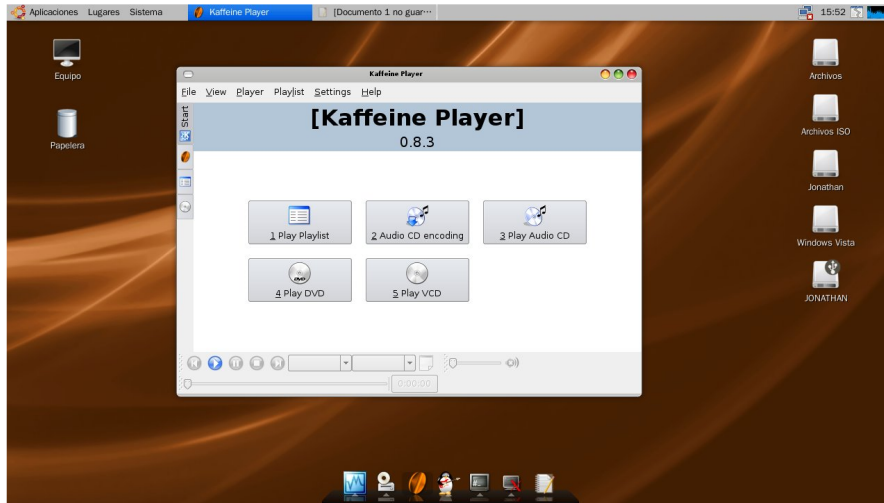 Aplicaciones Lugares Sistema
Kaffeine Player
[Documento 1 no guar...
15:52
Equipo
Papelera
Kaffeine Player
File View Player Playlist Settings Help
Start
[Kaffeine Player]
0.8.3
1 Play Playlist
2 Audio CD encoding
3 Play Audio CD
4 Play DVD
5 Play VCD
0:00:00
Archivos
Archivos ISO
Jonathan
Windows Vista
JONATHAN